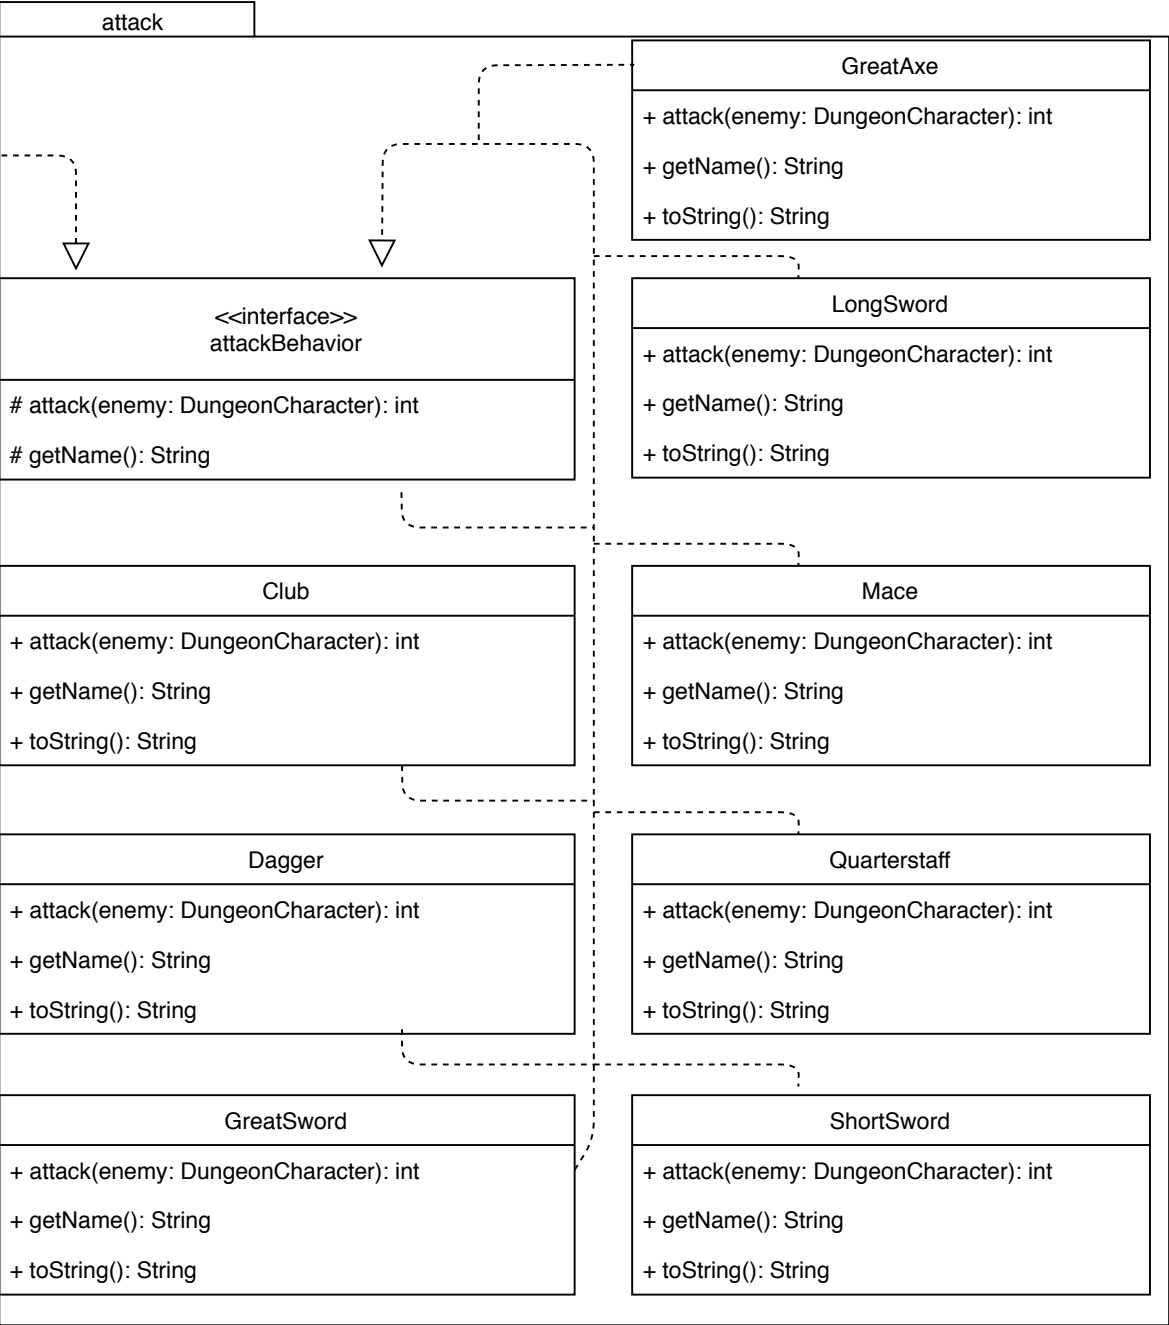 attack
GreatAxe
+ attack(enemy: DungeonCharacter): int
+ getName(): String
+ toString(): String
<<interface>>
attackBehavior
# attack(enemy: DungeonCharacter): int
# getName(): String
LongSword
+ attack(enemy: DungeonCharacter): int
+ getName(): String
+ toString(): String
Club
+ attack(enemy: DungeonCharacter): int
+ getName(): String
+ toString(): String
Mace
+ attack(enemy: DungeonCharacter): int
+ getName(): String
+ toString(): String
Dagger
+ attack(enemy: DungeonCharacter): int
+ getName(): String
+ toString(): String
Quarterstaff
+ attack(enemy: DungeonCharacter): int
+ getName(): String
+ toString(): String
GreatSword
+ attack(enemy: DungeonCharacter): int
+ getName(): String
+ toString(): String
ShortSword
+ attack(enemy: DungeonCharacter): int
+ getName(): String
+ toString(): String